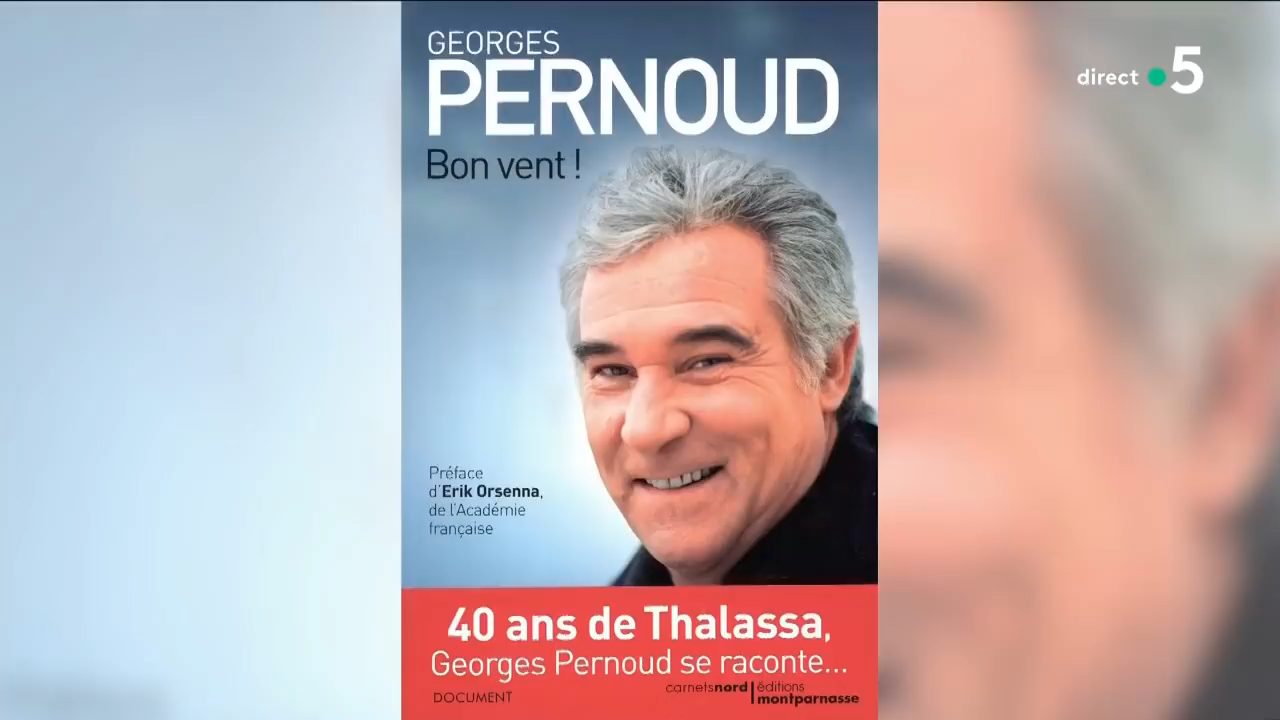 GEORGES
PERNOUD
Bon vent !
direct 5
Préface
d'Erik Orsenna,
de l'Académie
française
40 ans de Thalassa,
Georges Pernoud se raconte...
DOCUMENT
carnetsnord éditions
montparnasse